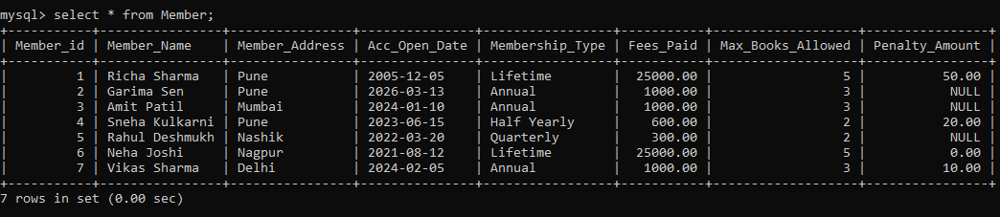 mysql> select * from Member;
+-----------+----------------+----------------+---------------+-----------------+-----------+-------------------+----------------+
| Member_id | Member_Name    | Member_Address | Acc_Open_Date | Membership_Type | Fees_Paid | Max_Books_Allowed | Penalty_Amount |
+-----------+----------------+----------------+---------------+-----------------+-----------+-------------------+----------------+
|         1 | Richa Sharma   | Pune           | 2005-12-05    | Lifetime        |  25000.00 |                 5 |          50.00 |
|         2 | Garima Sen     | Pune           | 2026-03-13    | Annual          |   1000.00 |                 3 |           NULL |
|         3 | Amit Patil     | Mumbai         | 2024-01-10    | Annual          |   1000.00 |                 3 |           NULL |
|         4 | Sneha Kulkarni | Pune           | 2023-06-15    | Half Yearly     |    600.00 |                 2 |          20.00 |
|         5 | Rahul Deshmukh | Nashik         | 2022-03-20    | Quarterly       |    300.00 |                 2 |           NULL |
|         6 | Neha Joshi     | Nagpur         | 2021-08-12    | Lifetime        |  25000.00 |                 5 |           0.00 |
|         7 | Vikas Sharma   | Delhi          | 2024-02-05    | Annual          |   1000.00 |                 3 |          10.00 |
+-----------+----------------+----------------+---------------+-----------------+-----------+-------------------+----------------+
7 rows in set (0.00 sec)